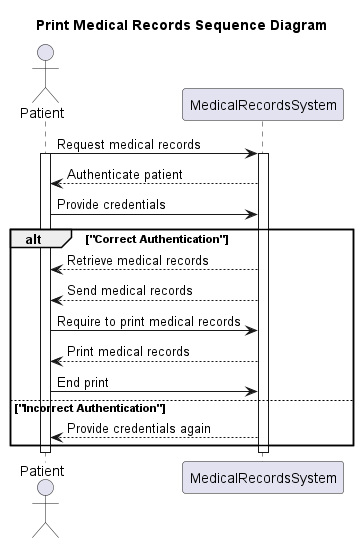 Print Medical Records Sequence Diagram
Patient
MedicalRecordsSystem
Request medical records
Authenticate patient
Provide credentials
alt ["Correct Authentication"]
Retrieve medical records
Send medical records
Require to print medical records
Print medical records
End print
["Incorrect Authentication"]
Provide credentials again
Patient
MedicalRecordsSystem